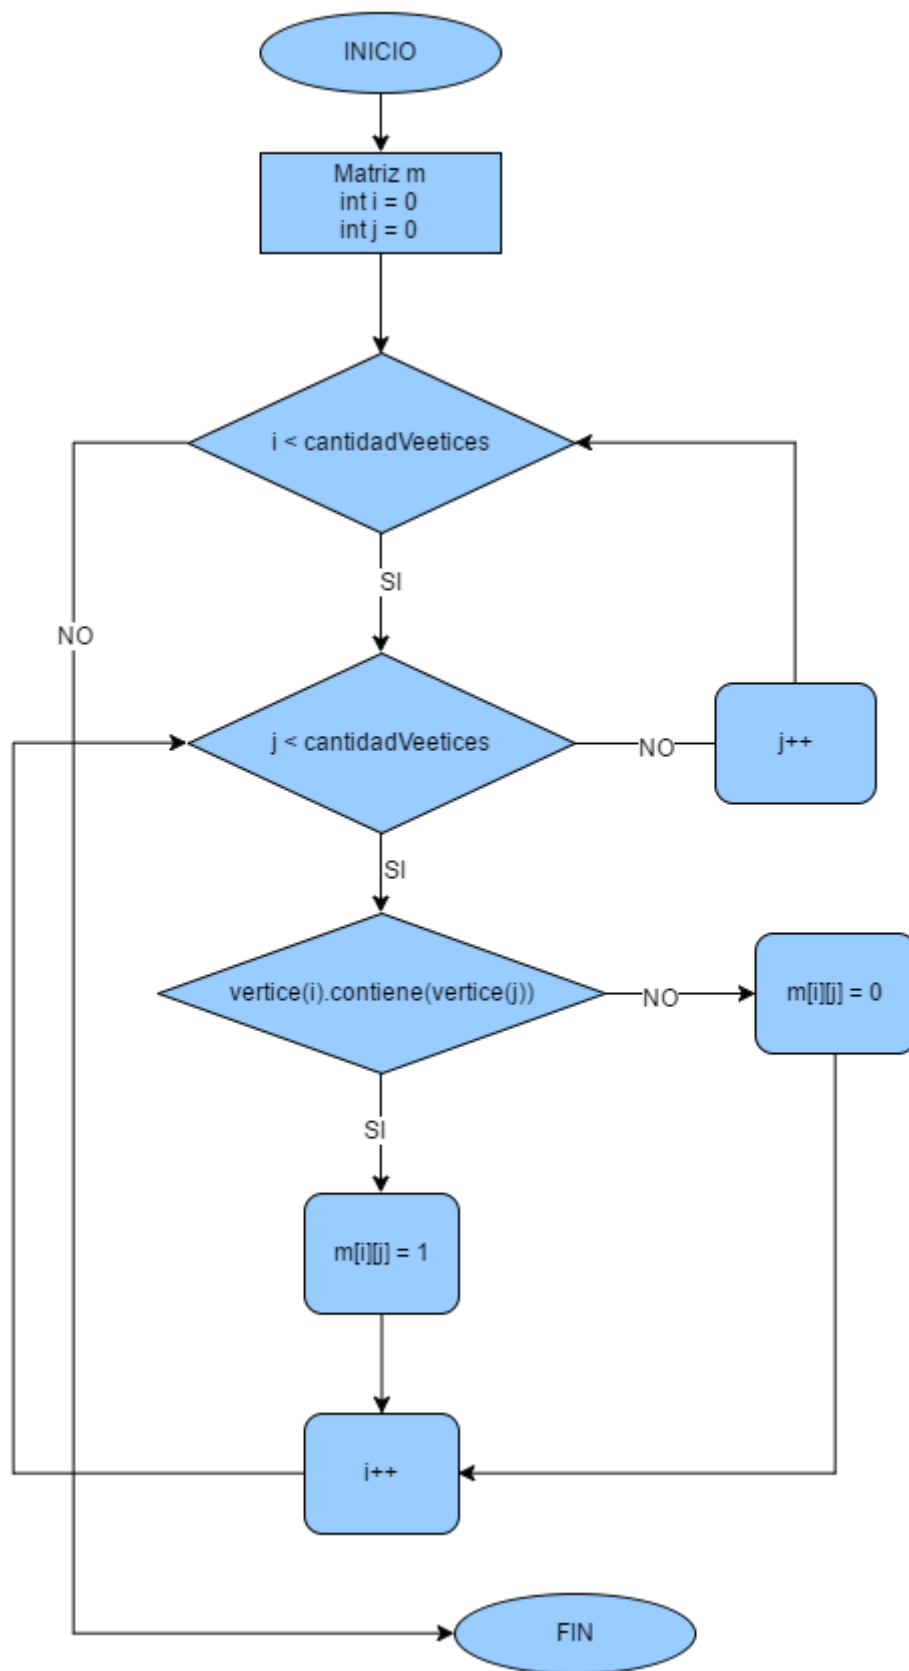 INICIO
Matriz m
int i = 0
int j = 0
i < cantidadVeetices
SI
NO
j < cantidadVeetices
NO
j++
SI
vertice(i).contiene(vertice(j))
NO
m[i][j] = 0
SI
m[i][j] = 1
i++
FIN